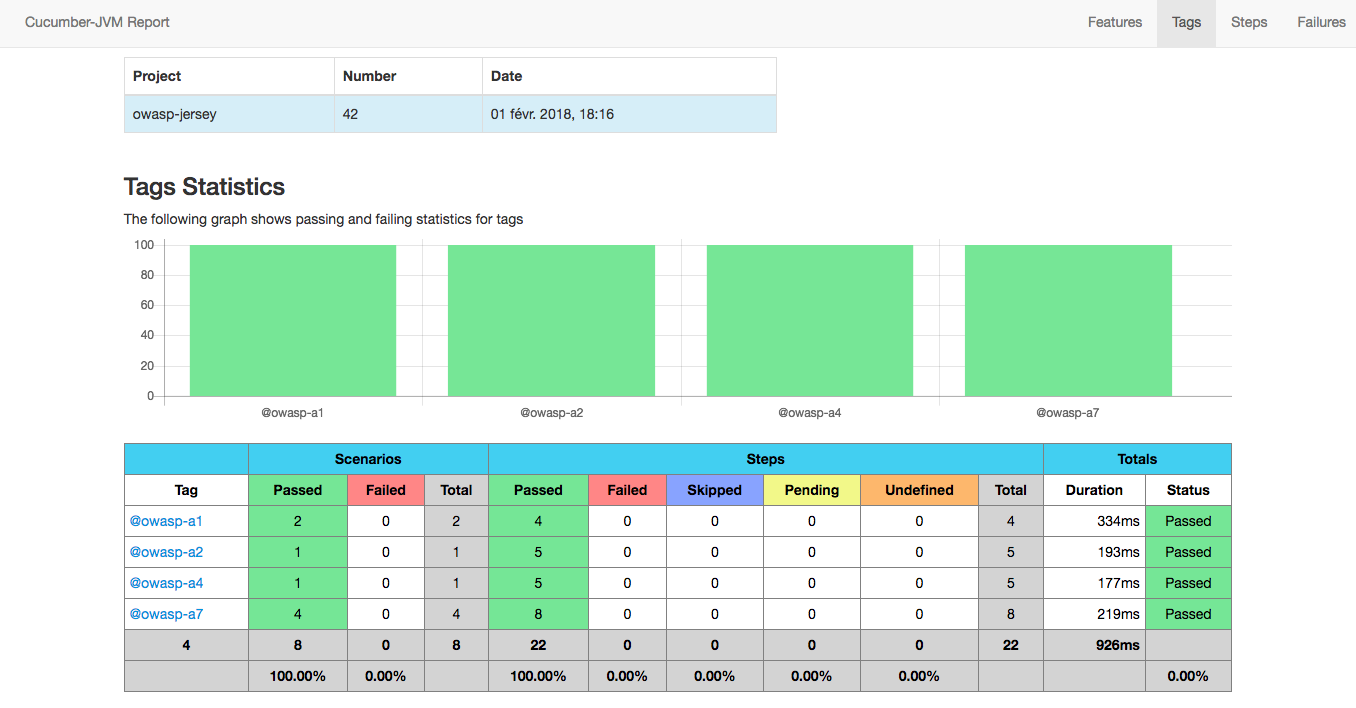 Cucumber-JVM Report Features Tags Steps Failures
Project Number Date
owasp-jersey 42 01 févr. 2018, 18:16
Tags Statistics
The following graph shows passing and failing statistics for tags
100
80
60
40
20
0
@owasp-a1 @owasp-a2 @owasp-a4 @owasp-a7
Scenarios Steps Totals
Tag Passed Failed Total Passed Failed Skipped Pending Undefined Total Duration Status
@owasp-a1 2 0 2 4 0 0 0 0 4 334ms Passed
@owasp-a2 1 0 1 5 0 0 0 0 5 193ms Passed
@owasp-a4 1 0 1 5 0 0 0 0 5 177ms Passed
@owasp-a7 4 0 4 8 0 0 0 0 8 219ms Passed
4 8 0 8 22 0 0 0 0 22 926ms
100.00% 0.00% 100.00% 0.00% 0.00% 0.00% 0.00% 0.00%